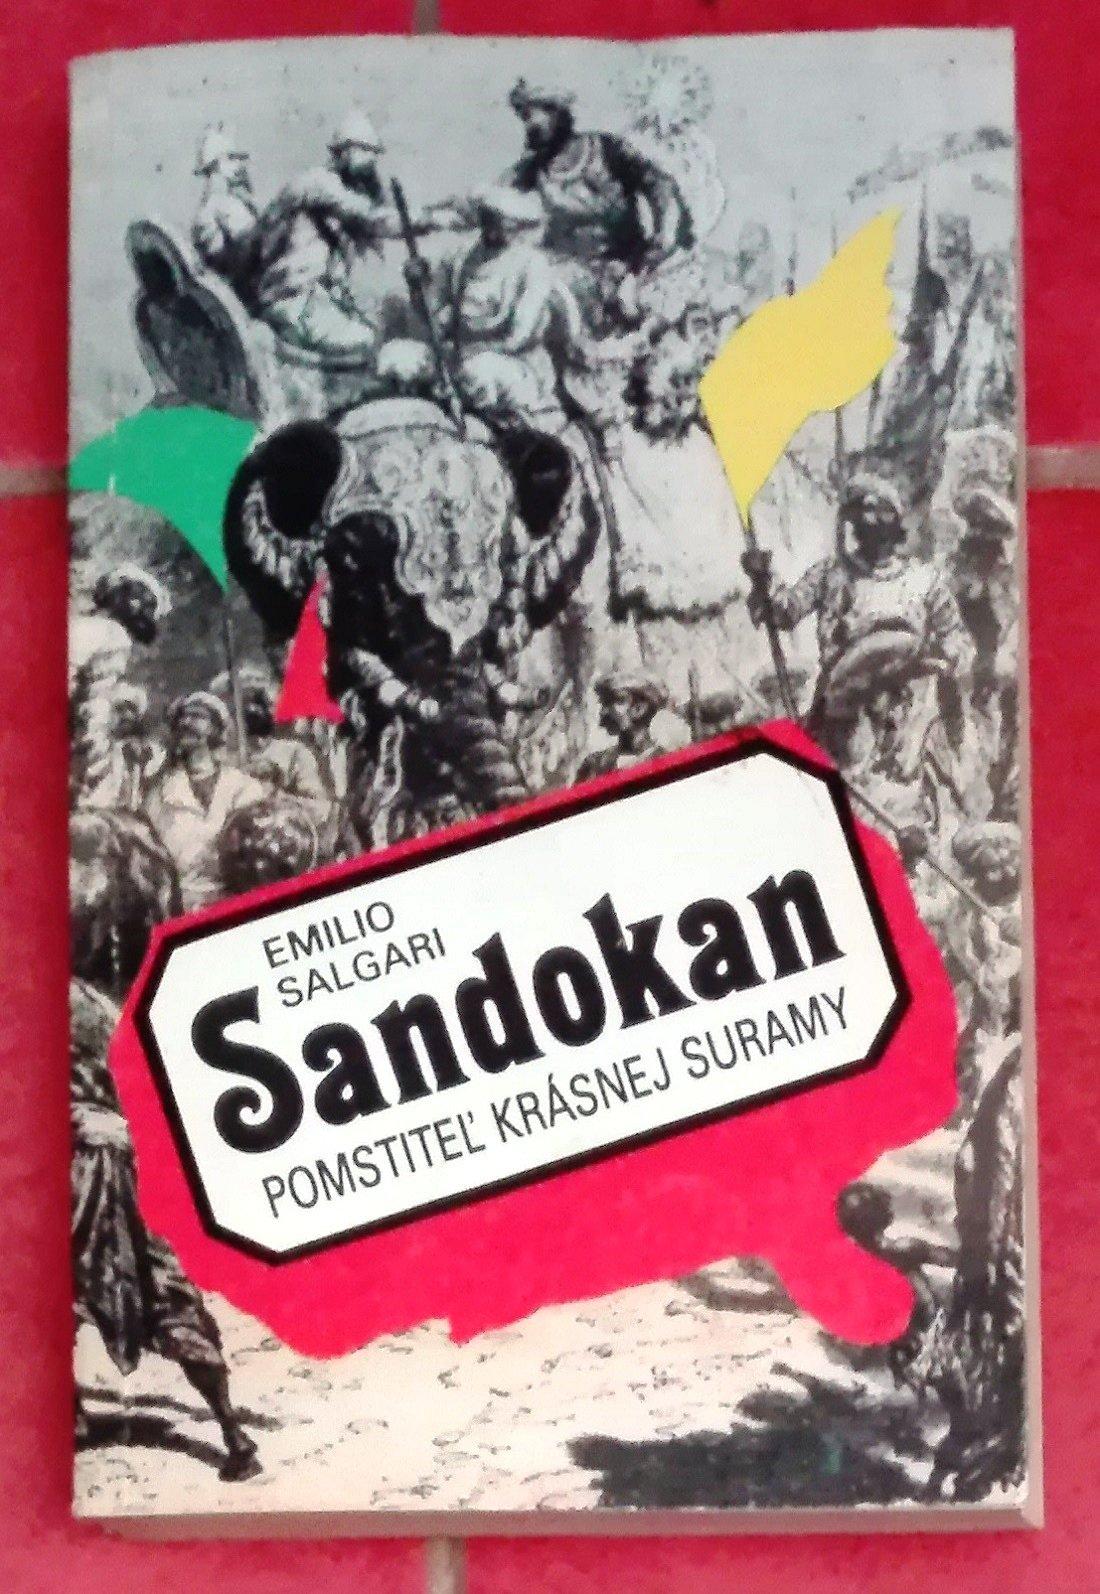 EMILIO
SALGARI
Sandokan
POMSTITEĽ KRÁSNEJ SURAMY